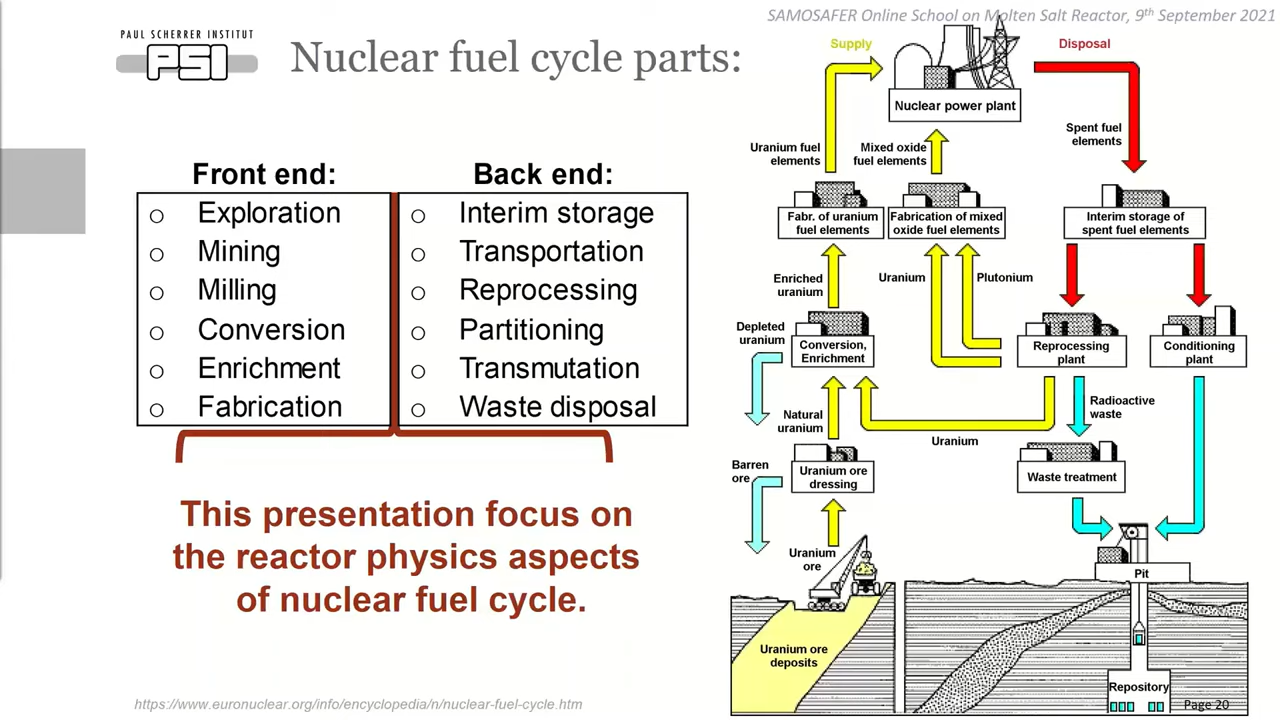 SAMOSAFER Online School on Molten Salt Reactor, 9th September 2021
PAUL SCHERRER INSTITUT
PSI
Nuclear fuel cycle parts:
Front end:
o Exploration
o Mining
o Milling
o Conversion
o Enrichment
o Fabrication
Back end:
o Interim storage
o Transportation
o Reprocessing
o Partitioning
o Transmutation
o Waste disposal
This presentation focus on
the reactor physics aspects
of nuclear fuel cycle.
https://www.euronuclear.org/info/encyclopedia/n/nuclear-fuel-cycle.htm
Supply
Disposal
Nuclear power plant
Uranium fuel
elements
Mixed oxide
fuel elements
Spent fuel
elements
Fabr. of uranium
fuel elements
Fabrication of mixed
oxide fuel elements
Interim storage of
spent fuel elements
Enriched
uranium
Uranium
Plutonium
Depleted
uranium
Conversion,
Enrichment
Reprocessing
plant
Conditioning
plant
Natural
uranium
Uranium
Radioactive
waste
Barren
ore
Uranium ore
dressing
Waste treatment
Uranium
ore
Pit
Uranium ore
deposits
Repository
Page 20